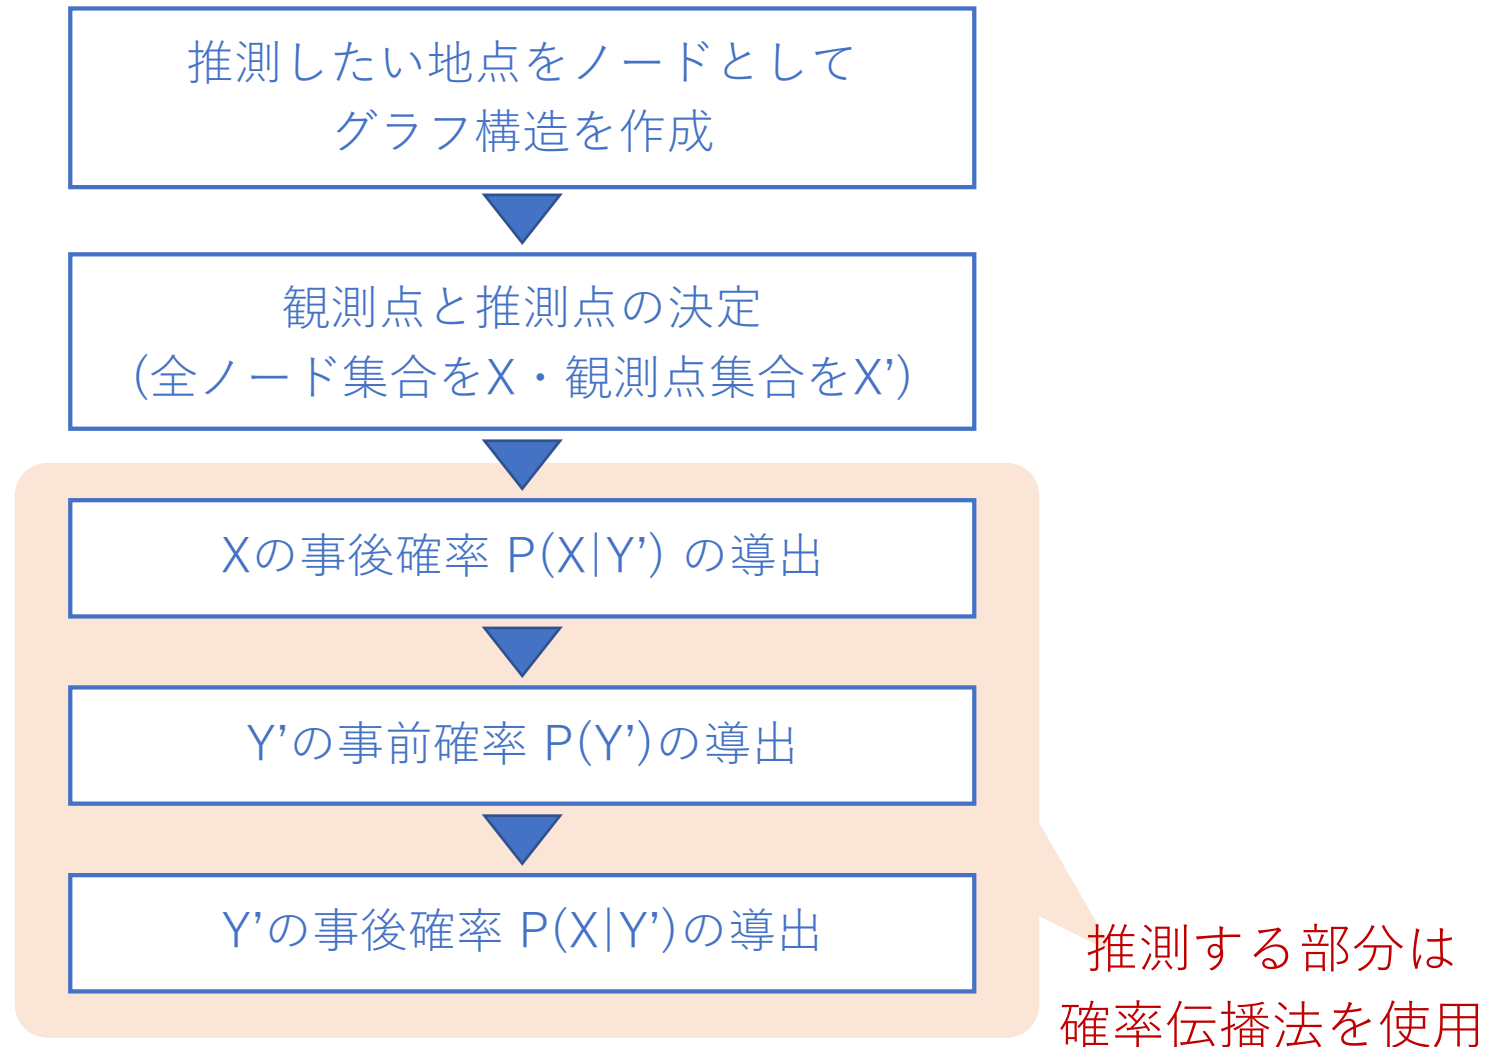 推測したい地点をノードとして
グラフ構造を作成
観測点と推測点の決定
(全ノード集合をX・観測点集合をX’)
Xの事後確率 P(X|Y’) の導出
Y’の事前確率 P(Y’)の導出
Y’の事後確率 P(X|Y’)の導出
推測する部分は
確率伝播法を使用